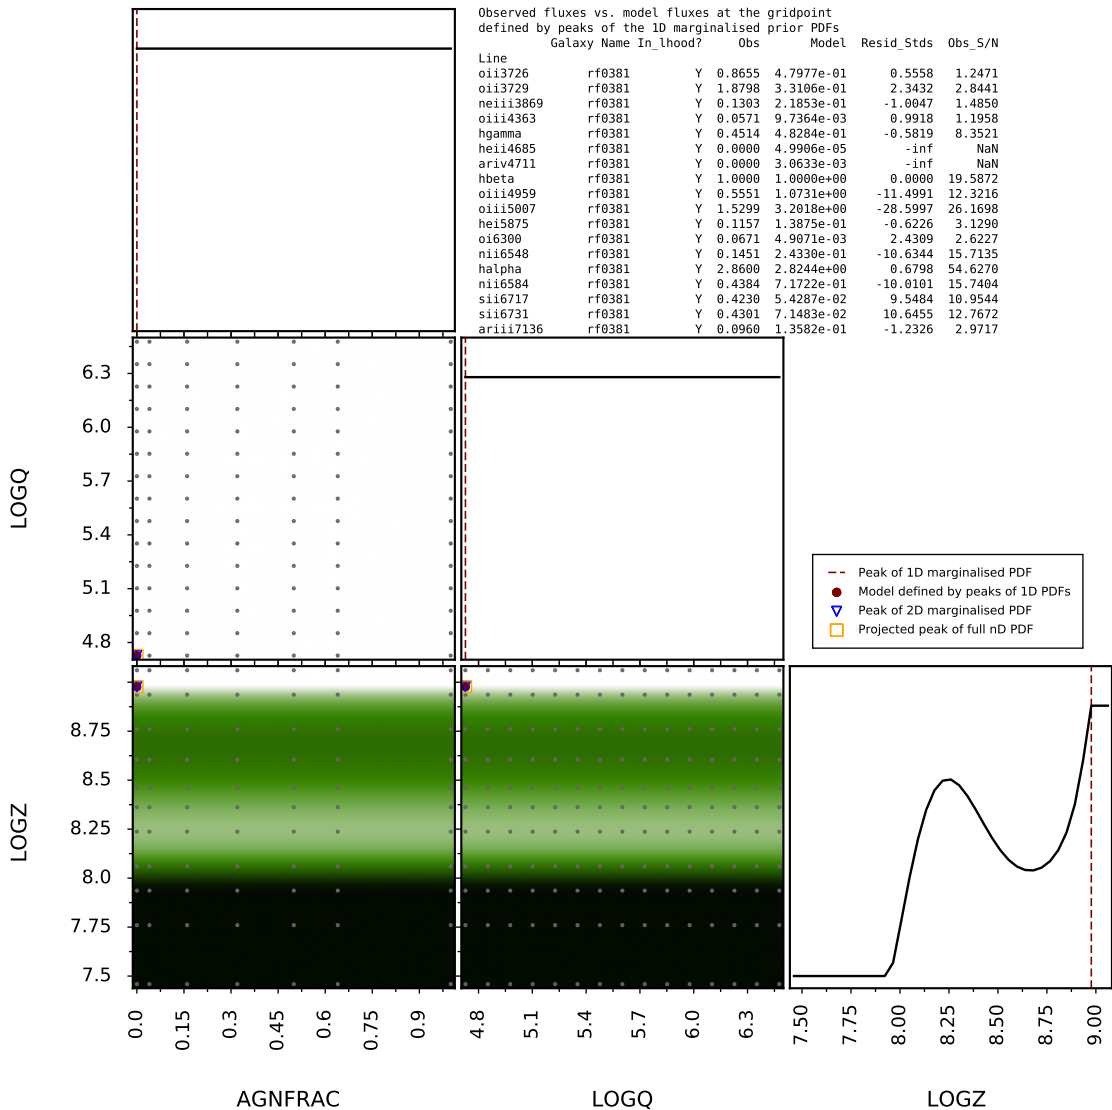 Observed fluxes vs. model fluxes at the gridpoint
defined by peaks of the 1D marginalised prior PDFs
Galaxy Name In_lhood? Obs Model Resid_Stds Obs_S/N
Line
oii3726 rf0381 Y 0.8655 4.7977e-01 0.5558 1.2471
oii3729 rf0381 Y 1.8798 3.3106e-01 2.3432 2.8441
neiii3869 rf0381 Y 0.1303 2.1853e-01 -1.0047 1.4850
oiii4363 rf0381 Y 0.0571 9.7364e-03 0.9918 1.1958
hgamma rf0381 Y 0.4514 4.8284e-01 -0.5819 8.3521
heii4685 rf0381 Y 0.0000 4.9906e-05 -inf NaN
ariv4711 rf0381 Y 0.0000 3.0633e-03 -inf NaN
hbeta rf0381 Y 1.0000 1.0000e+00 0.0000 19.5872
oiii4959 rf0381 Y 0.5551 1.0731e+00 -11.4991 12.3216
oiii5007 rf0381 Y 1.5299 3.2018e+00 -28.5997 26.1698
hei5875 rf0381 Y 0.1157 1.3875e-01 -0.6226 3.1290
oi6300 rf0381 Y 0.0671 4.9071e-03 2.4309 2.6227
nii6548 rf0381 Y 0.1451 2.4330e-01 -10.6344 15.7135
halpha rf0381 Y 2.8600 2.8244e+00 0.6798 54.6270
nii6584 rf0381 Y 0.4384 7.1722e-01 -10.0101 15.7404
sii6717 rf0381 Y 0.4230 5.4287e-02 9.5484 10.9544
sii6731 rf0381 Y 0.4301 7.1483e-02 10.6455 12.7672
ariii7136 rf0381 Y 0.0960 1.3582e-01 -1.2326 2.9717
LOGQ
6.3
6.0
5.7
5.4
5.1
4.8
Peak of 1D marginalised PDF
Model defined by peaks of 1D PDFs
Peak of 2D marginalised PDF
Projected peak of full nD PDF
LOGZ
8.75
8.5
8.25
8.0
7.75
7.5
0.0 0.15 0.3 0.45 0.6 0.75 0.9
4.8 5.1 5.4 5.7 6.0 6.3
7.50 7.75 8.00 8.25 8.50 8.75 9.00
AGNFRAC LOGQ LOGZ